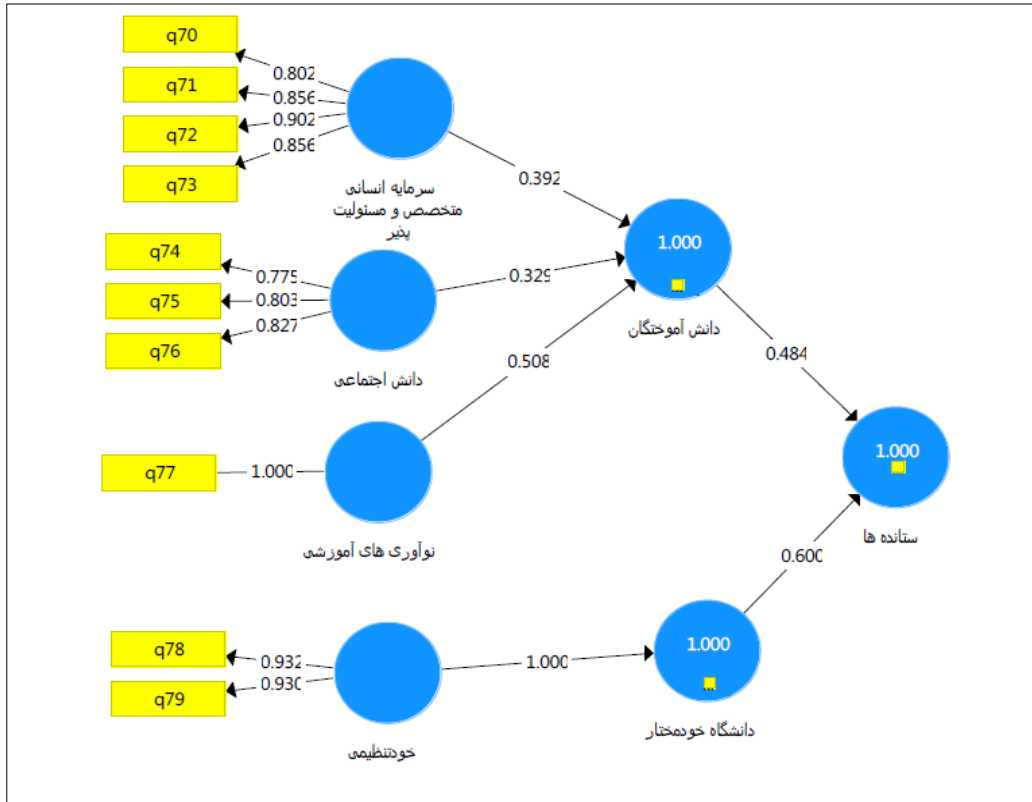 q70
q71
q72
q73
0.802
0.856
0.902
0.856
سرمایه انسانی
متخصص و مسئولیت
پذیر
0.392
q74
q75
q76
0.775
0.803
0.827
دانش اجتماعی
0.329
1.000
...
دانش آموختگان
0.508
0.484
q77
1.000
نوآوری های آموزشی
1.000
ستانده ها
0.600
q78
q79
0.932
0.930
خودتنظیمی
1.000
1.000
...
دانشگاه خودمختار